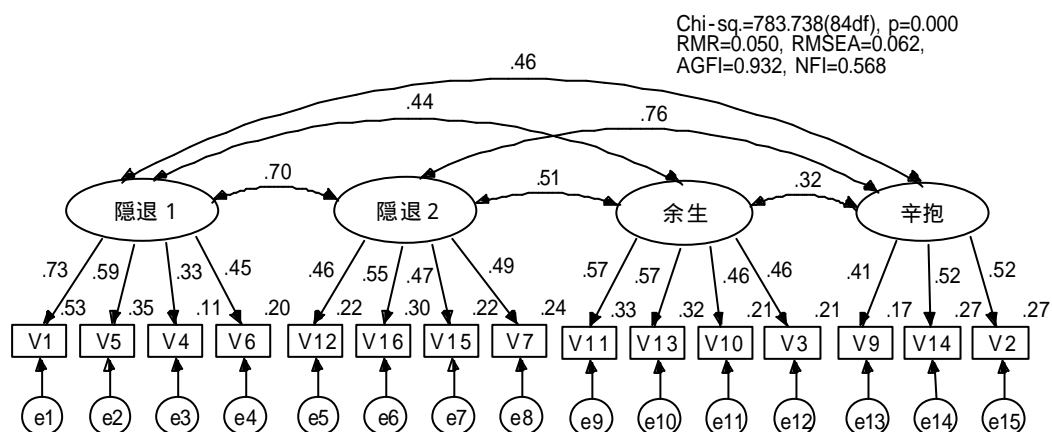 Chi-sq.=783.738(84df), p=0.000
RMR=0.050, RMSEA=0.062,
AGFI=0.932, NFI=0.568
.46
.44
.76
.70
.51
.32
隠退 1
隠退 2
余生
辛抱
.73 .59 .33 .45 .46 .55 .47 .49 .57 .57 .46 .46 .41 .52 .52
.53 .35 .11 .20 .22 .30 .22 .24 .33 .32 .21 .21 .17 .27 .27
V1 V5 V4 V6 V12 V16 V15 V7 V11 V13 V10 V3 V9 V14 V2
e1 e2 e3 e4 e5 e6 e7 e8 e9 e10 e11 e12 e13 e14 e15